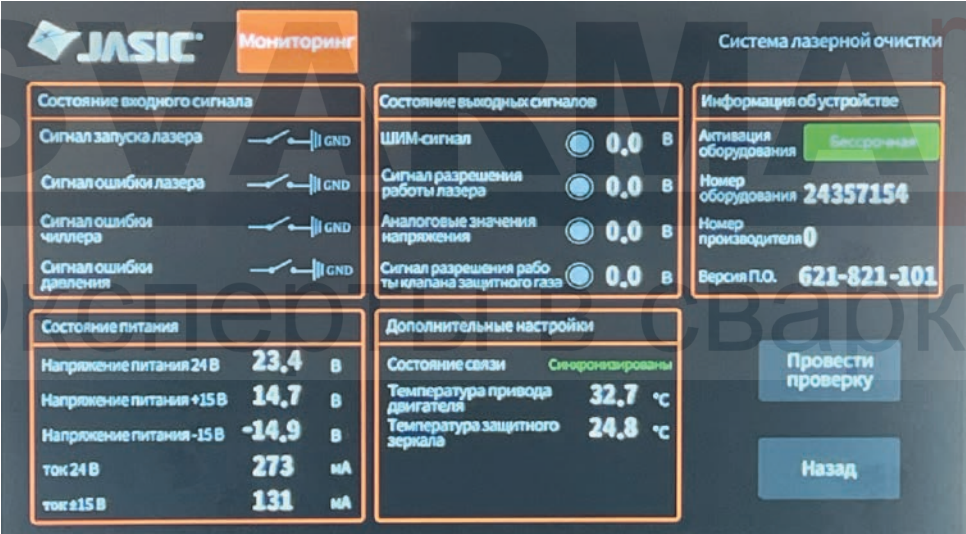 JASIC
Мониторинг
Система лазерной очистки
Состояние входного сигнала
Сигнал запуска лазера
GND
Сигнал ошибки лазера
GND
Сигнал ошибки
чиллера
GND
Сигнал ошибки
давления
GND
Состояние выходных сигналов
ШИМ-сигнал
0.0 В
Сигнал разрешения
работы лазера
0.0 В
Аналоговые значения
напряжения
0.0 В
Сигнал разрешения рабо
ты клапана защитного газа
0.0 В
Информация об устройстве
Активация
оборудования
Бессрочная
Номер
оборудования
24357154
Номер
производителя
0
Версия П.О. 621-821-101
Состояние питания
Напряжение питания 24 В 23.4 В
Напряжение питания +15 В 14.7 В
Напряжение питания -15 В -14.9 В
ток 24 В 273 мА
ток ±15 В 131 мА
Дополнительные настройки
Состояние связи Синхронизированы
Температура привода
двигателя
32.7 °C
Температура защитного
зеркала
24.8 °C
Провести
проверку
Назад
SVARMA
Эксперты в сварк